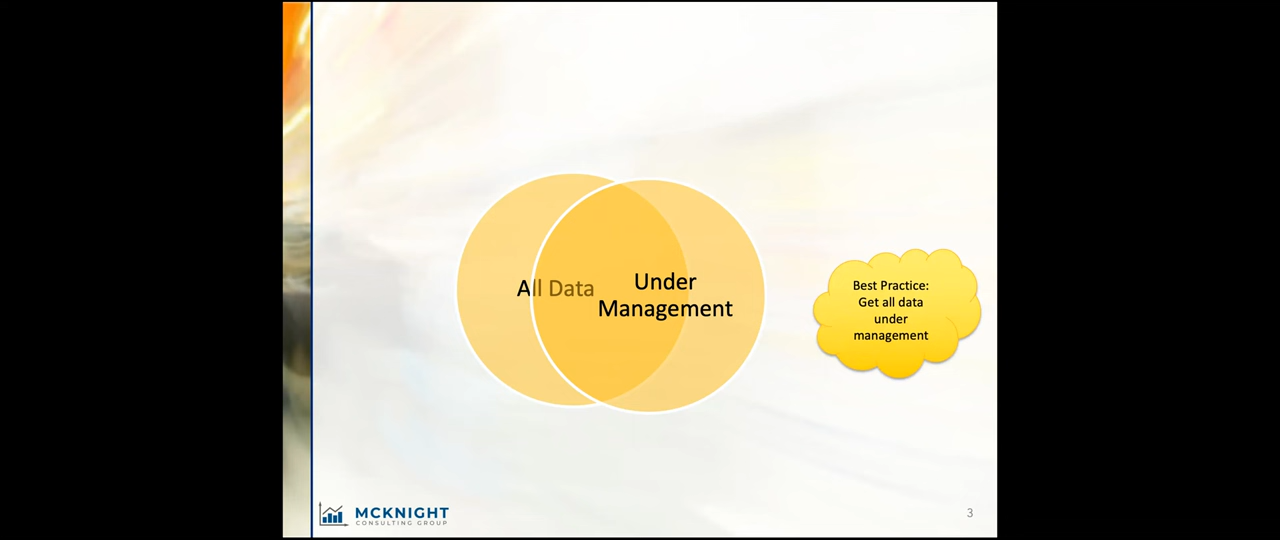 All Data
Under
Management
Best Practice:
Get all data
under
management
MCKNIGHT
CONSULTING GROUP
3